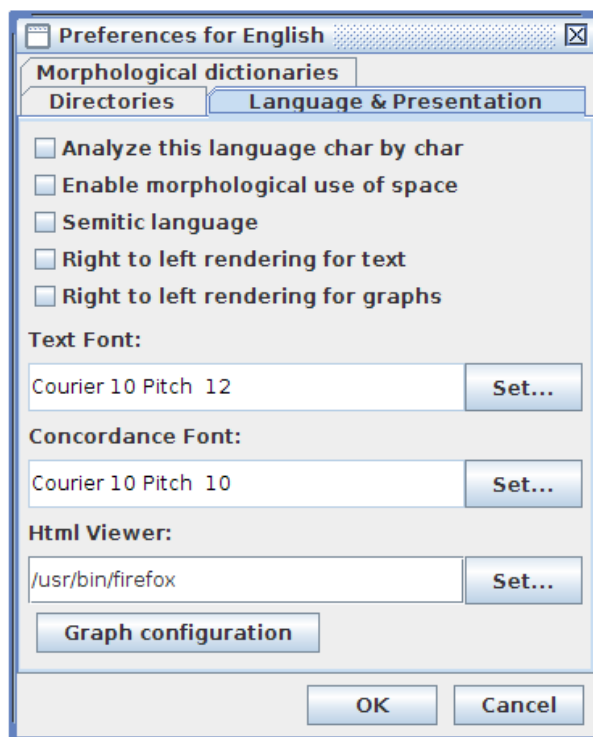 Preferences for English
Morphological dictionaries
Directories Language & Presentation
Analyze this language char by char
Enable morphological use of space
Semitic language
Right to left rendering for text
Right to left rendering for graphs
Text Font:
Courier 10 Pitch  12 Set...
Concordance Font:
Courier 10 Pitch  10 Set...
Html Viewer:
/usr/bin/firefox Set...
Graph configuration
OK Cancel